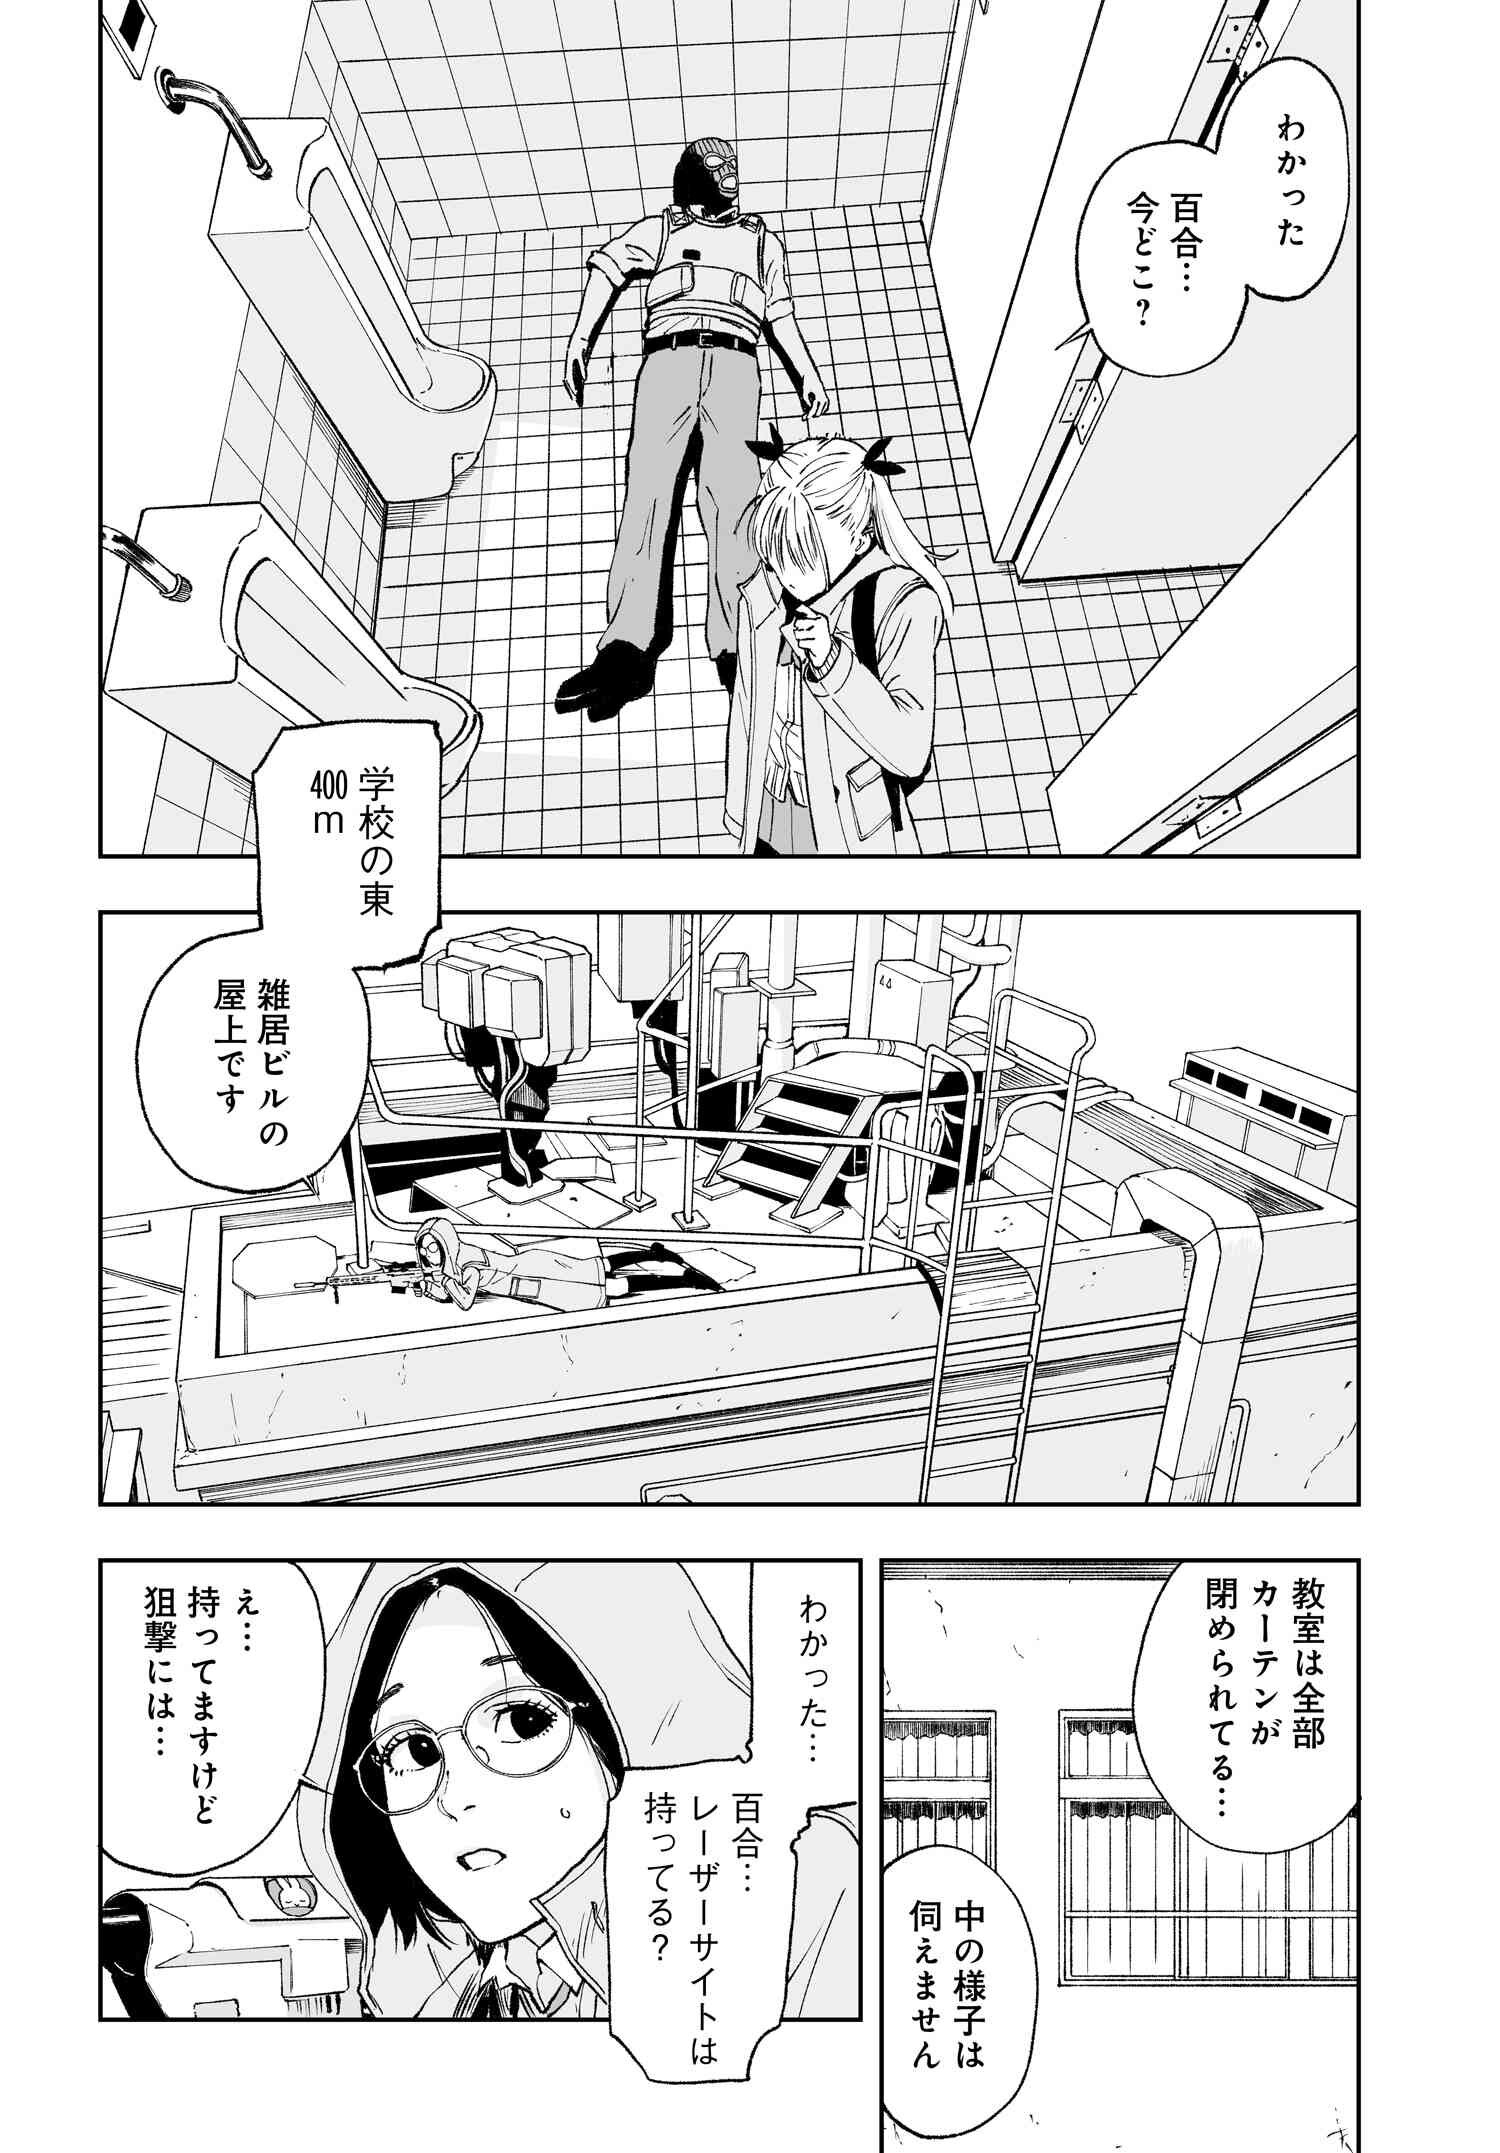 わかった
百合…
今どこ？
学校の東
400m
雑居ビルの
屋上です
教室は全部
カーテンが
閉められてる…
中の様子は
伺えません
わかった…
百合…
レーザーサイトは
持ってる？
え…
持ってますけど
狙撃には…